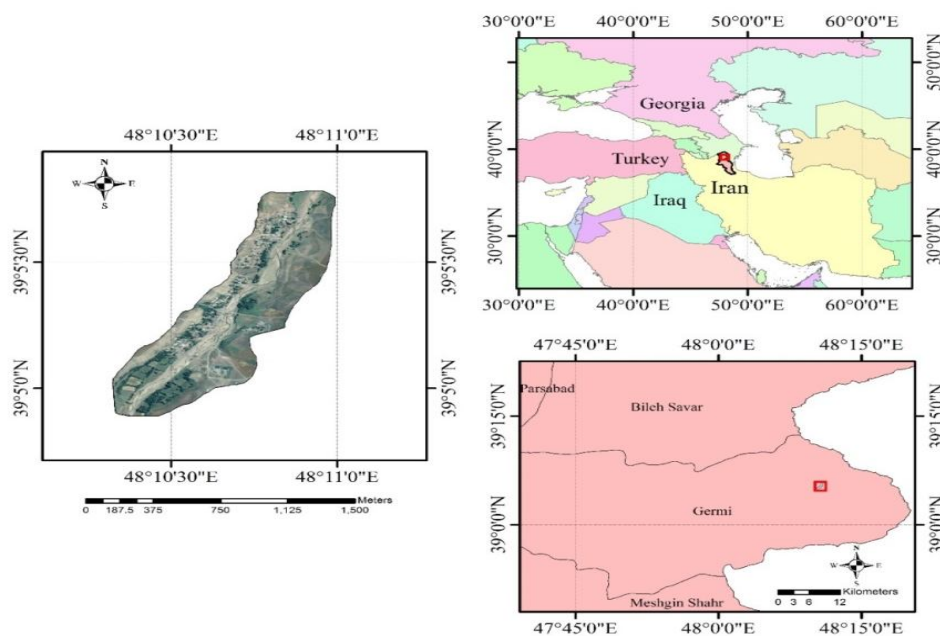 48°10'30"E 48°11'0"E
N
W E
S
39°5'30"N 39°5'30"N
39°5'0"N 39°5'0"N
48°10'30"E 48°11'0"E
Meters
0 187.5 375 750 1,125 1,500
30°0'0"E 40°0'0"E 50°0'0"E 60°0'0"E
50°0'0"N 50°0'0"N
Georgia
40°0'0"N 40°0'0"N
Turkey
Iran
Iraq
30°0'0"N 30°0'0"N
30°0'0"E 40°0'0"E 50°0'0"E 60°0'0"E
47°45'0"E 48°0'0"E 48°15'0"E
Parsabad
Bileh Savar
39°15'0"N 39°15'0"N
Germi
39°0'0"N 39°0'0"N
N
W E
S
Kilometers
0 3 6 12
Meshgin Shahr
47°45'0"E 48°0'0"E 48°15'0"E